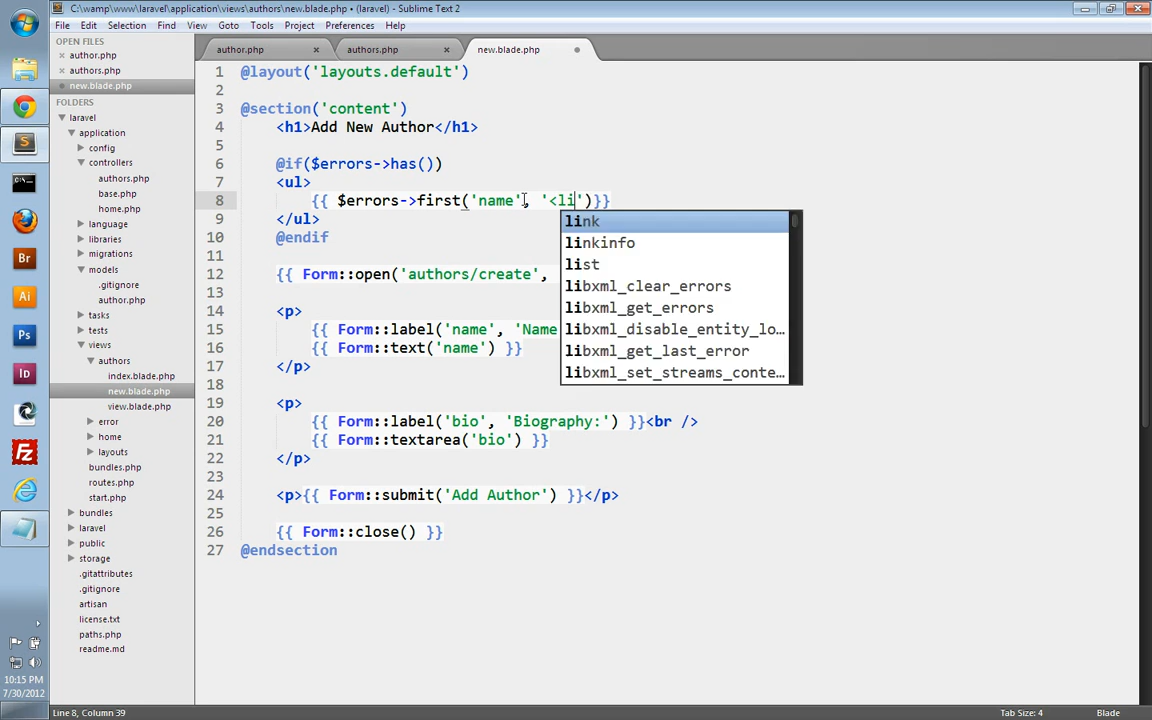 C:\wamp\www\laravel\application\views\authors\new.blade.php • (laravel) - Sublime Text 2
File Edit Selection Find View Goto Tools Project Preferences Help
OPEN FILES
author.php
authors.php
new.blade.php
FOLDERS
laravel
application
config
controllers
authors.php
base.php
home.php
language
libraries
migrations
models
.gitignore
author.php
tasks
tests
views
authors
index.blade.php
new.blade.php
view.blade.php
error
home
layouts
bundles.php
routes.php
start.php
bundles
laravel
public
storage
.gitattributes
.gitignore
artisan
license.txt
paths.php
readme.md
author.php authors.php new.blade.php
1 @layout('layouts.default')
2
3 @section('content')
4 <h1>Add New Author</h1>
5
6 @if($errors->has())
7 <ul>
8 {{ $errors->first('name', '<li')}}
9 </ul>
10 @endif
11
12 {{ Form::open('authors/create',
13
14 <p>
15 {{ Form::label('name', 'Name
16 {{ Form::text('name') }}
17 </p>
18
19 <p>
20 {{ Form::label('bio', 'Biography:') }}<br />
21 {{ Form::textarea('bio') }}
22 </p>
23
24 <p>{{ Form::submit('Add Author') }}</p>
25
26 {{ Form::close() }}
27 @endsection
link
linkinfo
list
libxml_clear_errors
libxml_get_errors
libxml_disable_entity_lo…
libxml_get_last_error
libxml_set_streams_conte…
Br
Ai
Ps
Id
Fz
10:15 PM
7/30/2012
Line 8, Column 39
Tab Size: 4
Blade